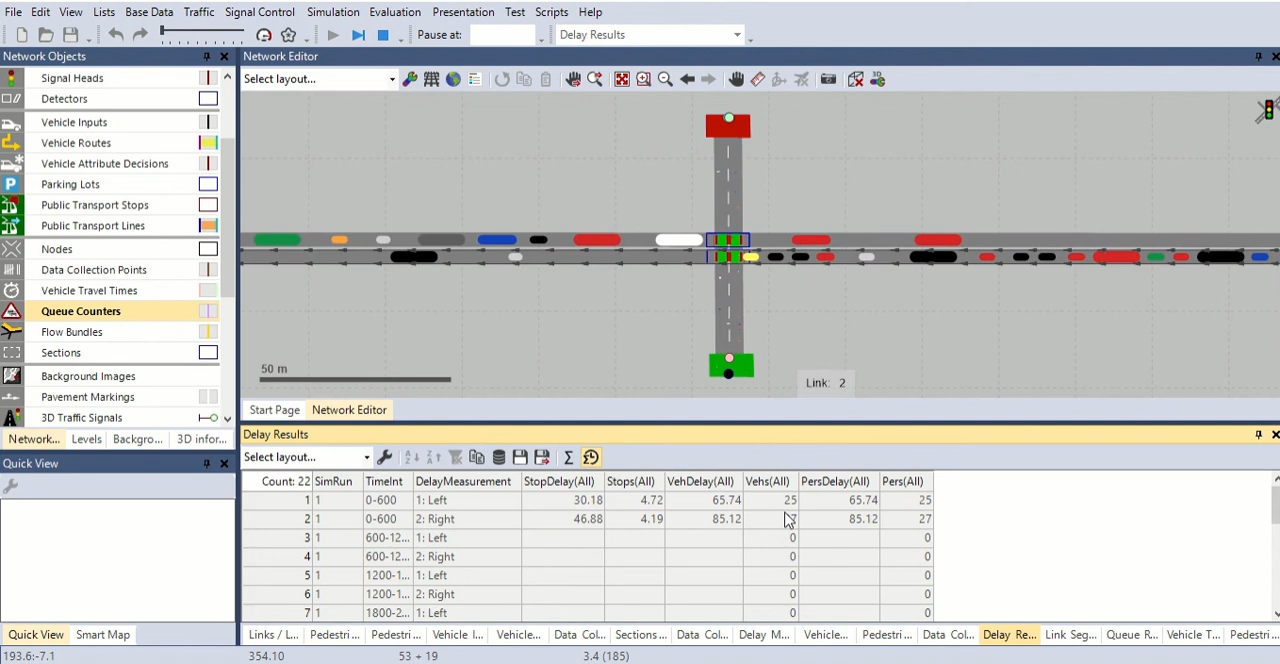 File Edit View Lists Base Data Traffic Signal Control Simulation Evaluation Presentation Test Scripts Help
Pause at: Delay Results
Network Objects
Signal Heads
Detectors
Vehicle Inputs
Vehicle Routes
Vehicle Attribute Decisions
Parking Lots
Public Transport Stops
Public Transport Lines
Nodes
Data Collection Points
Vehicle Travel Times
Queue Counters
Flow Bundles
Sections
Background Images
Pavement Markings
3D Traffic Signals
Network... Levels Backgro... 3D infor...
Quick View
Quick View Smart Map
Network Editor
Select layout...
50 m
Link: 2
Start Page Network Editor
Delay Results
Select layout...
Count: 22 SimRun TimeInt DelayMeasurement StopDelay(All) Stops(All) VehDelay(All) Vehs(All) PersDelay(All) Pers(All)
1 1 0-600 1: Left 30.18 4.72 65.74 25 65.74 25
2 1 0-600 2: Right 46.88 4.19 85.12 85.12 27
3 1 600-12... 1: Left 0 0
4 1 600-12... 2: Right 0 0
5 1 1200-1... 1: Left 0 0
6 1 1200-1... 2: Right 0 0
7 1 1800-2... 1: Left 0 0
Links / L... Pedestri... Pedestri... Vehicle I... Vehicle... Data Col... Sections... Data Col... Delay M... Vehicle... Pedestri... Data Col... Delay Re... Link Seg... Queue R... Vehicle T... Pedestri...
193.6:-7.1 354.10 53 + 19 3.4 (185)